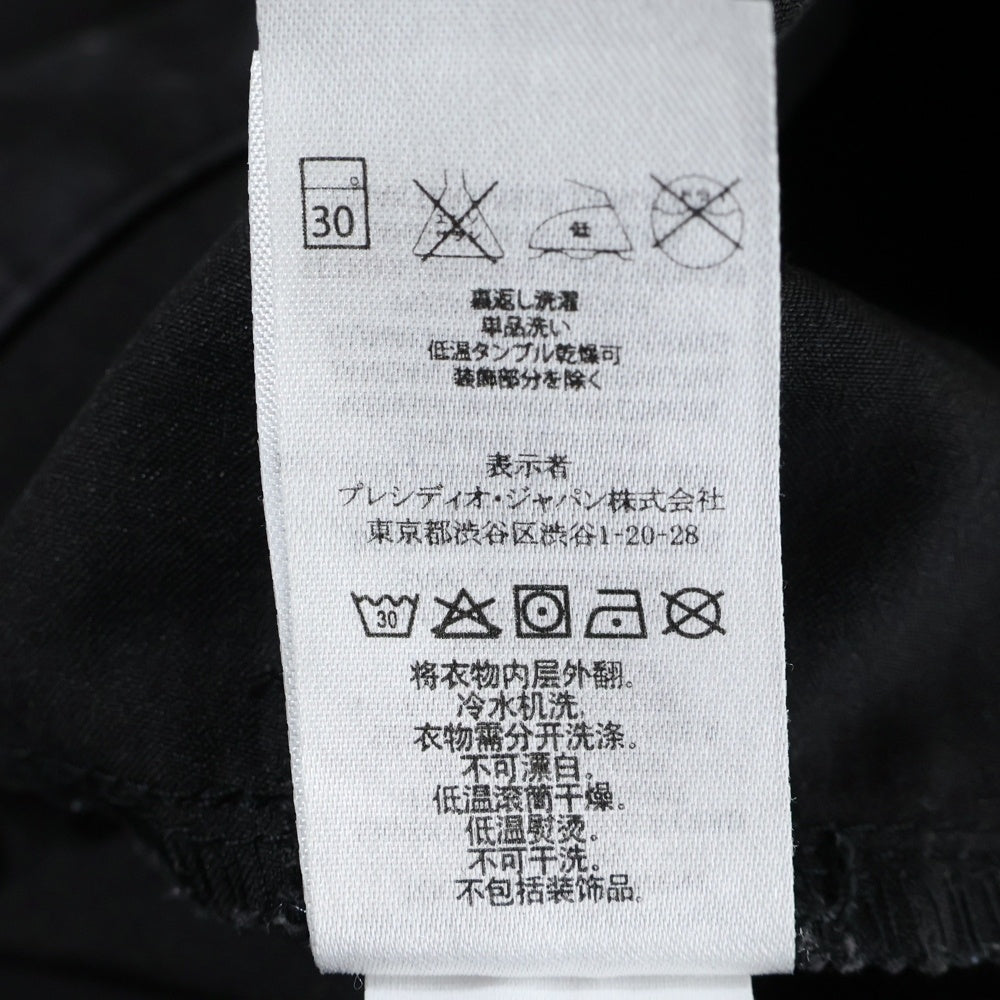 30
低
裏返し洗濯
単品洗い
低温タンブル乾燥可
装飾部分を除く
表示者
プレシディオ・ジャパン株式会社
東京都渋谷区渋谷1-20-28
30
将衣物内层外翻。
冷水机洗,
衣物需分开洗涤。
不可漂白。
低温滚筒干燥。
低温熨烫。
不可干洗。
不包括装饰品.